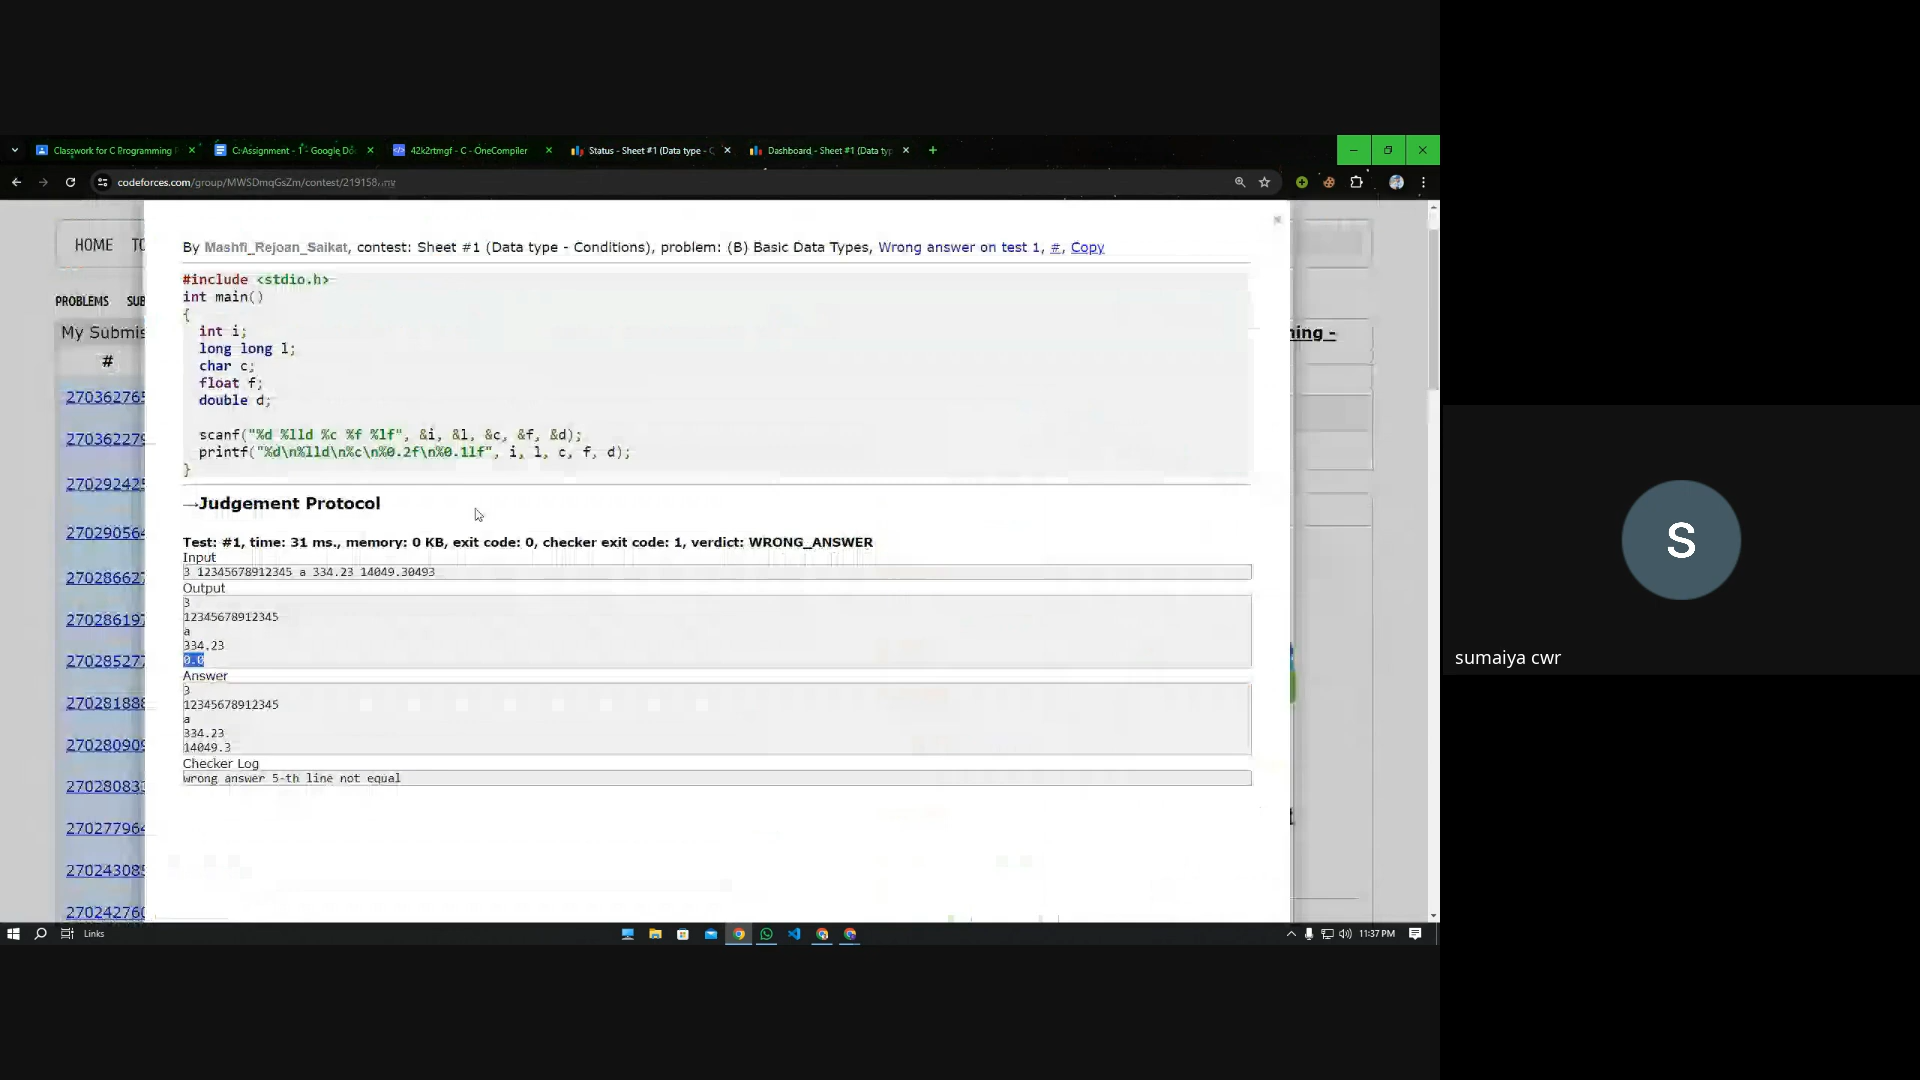 Classwork for C Programming
C Assignment - 1 - Google Do
42k2rtmgf - C - OneCompiler
Status - Sheet #1 (Data type - C
Dashboard - Sheet #1 (Data typ
codeforces.com/group/MWSDmqGsZm/contest/219158
HOME TO
By Mashfi_Rejoan_Saikat, contest: Sheet #1 (Data type - Conditions), problem: (B) Basic Data Types, Wrong answer on test 1, #, Copy
#include <stdio.h>
int main()
{
int i;
long long l;
char c;
float f;
double d;
scanf("%d %lld %c %f %lf", &i, &l, &c, &f, &d);
printf("%d\n%lld\n%c\n%0.2f\n%0.1lf", i, l, c, f, d);
}
PROBLEMS SUB
My Submis
ning -
#
270362765
270362279
270292425
270290564
270286627
270286197
270285277
270281888
270280909
270280833
270277964
270243085
270242760
→Judgement Protocol
Test: #1, time: 31 ms., memory: 0 KB, exit code: 0, checker exit code: 1, verdict: WRONG_ANSWER
Input
3 12345678912345 a 334.23 14049.30493
Output
3
12345678912345
a
334.23
0.0
Answer
3
12345678912345
a
334.23
14049.3
Checker Log
wrong answer 5-th line not equal
S
sumaiya cwr
Links
11:37 PM